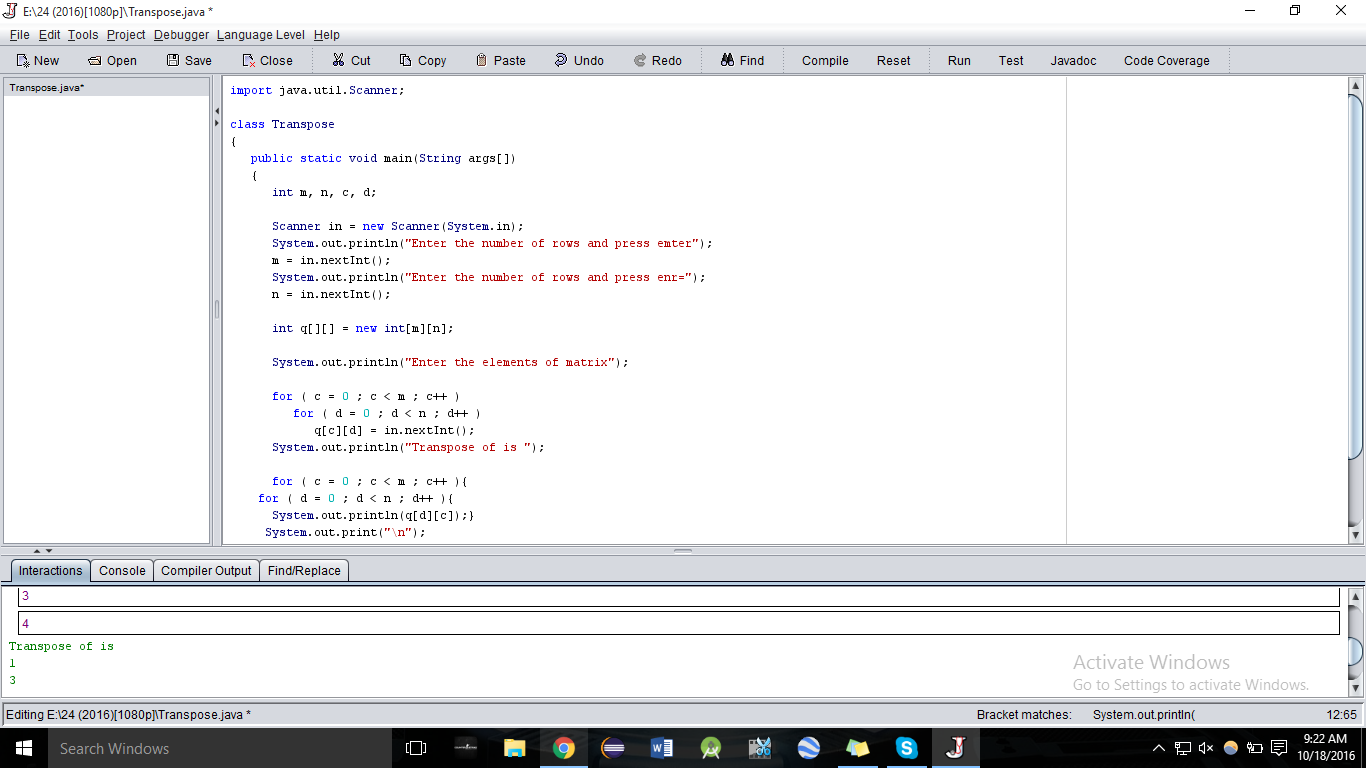 E:\24 (2016)[1080p]\Transpose.java *
File Edit Tools Project Debugger Language Level Help
New Open Save Close Cut Copy Paste Undo Redo Find Compile Reset Run Test Javadoc Code Coverage
Transpose.java*
import java.util.Scanner;
class Transpose
{
public static void main(String args[])
{
int m, n, c, d;
Scanner in = new Scanner(System.in);
System.out.println("Enter the number of rows and press emter");
m = in.nextInt();
System.out.println("Enter the number of rows and press enr=");
n = in.nextInt();
int q[][] = new int[m][n];
System.out.println("Enter the elements of matrix");
for ( c = 0 ; c < m ; c++ )
for ( d = 0 ; d < n ; d++ )
q[c][d] = in.nextInt();
System.out.println("Transpose of is ");
for ( c = 0 ; c < m ; c++ ){
for ( d = 0 ; d < n ; d++ ){
System.out.println(q[d][c]);}
System.out.print("\n");
Interactions Console Compiler Output Find/Replace
3
4
Transpose of is
1
3
Activate Windows
Go to Settings to activate Windows.
Editing E:\24 (2016)[1080p]\Transpose.java * Bracket matches: System.out.println( 12:65
Search Windows
9:22 AM
10/18/2016